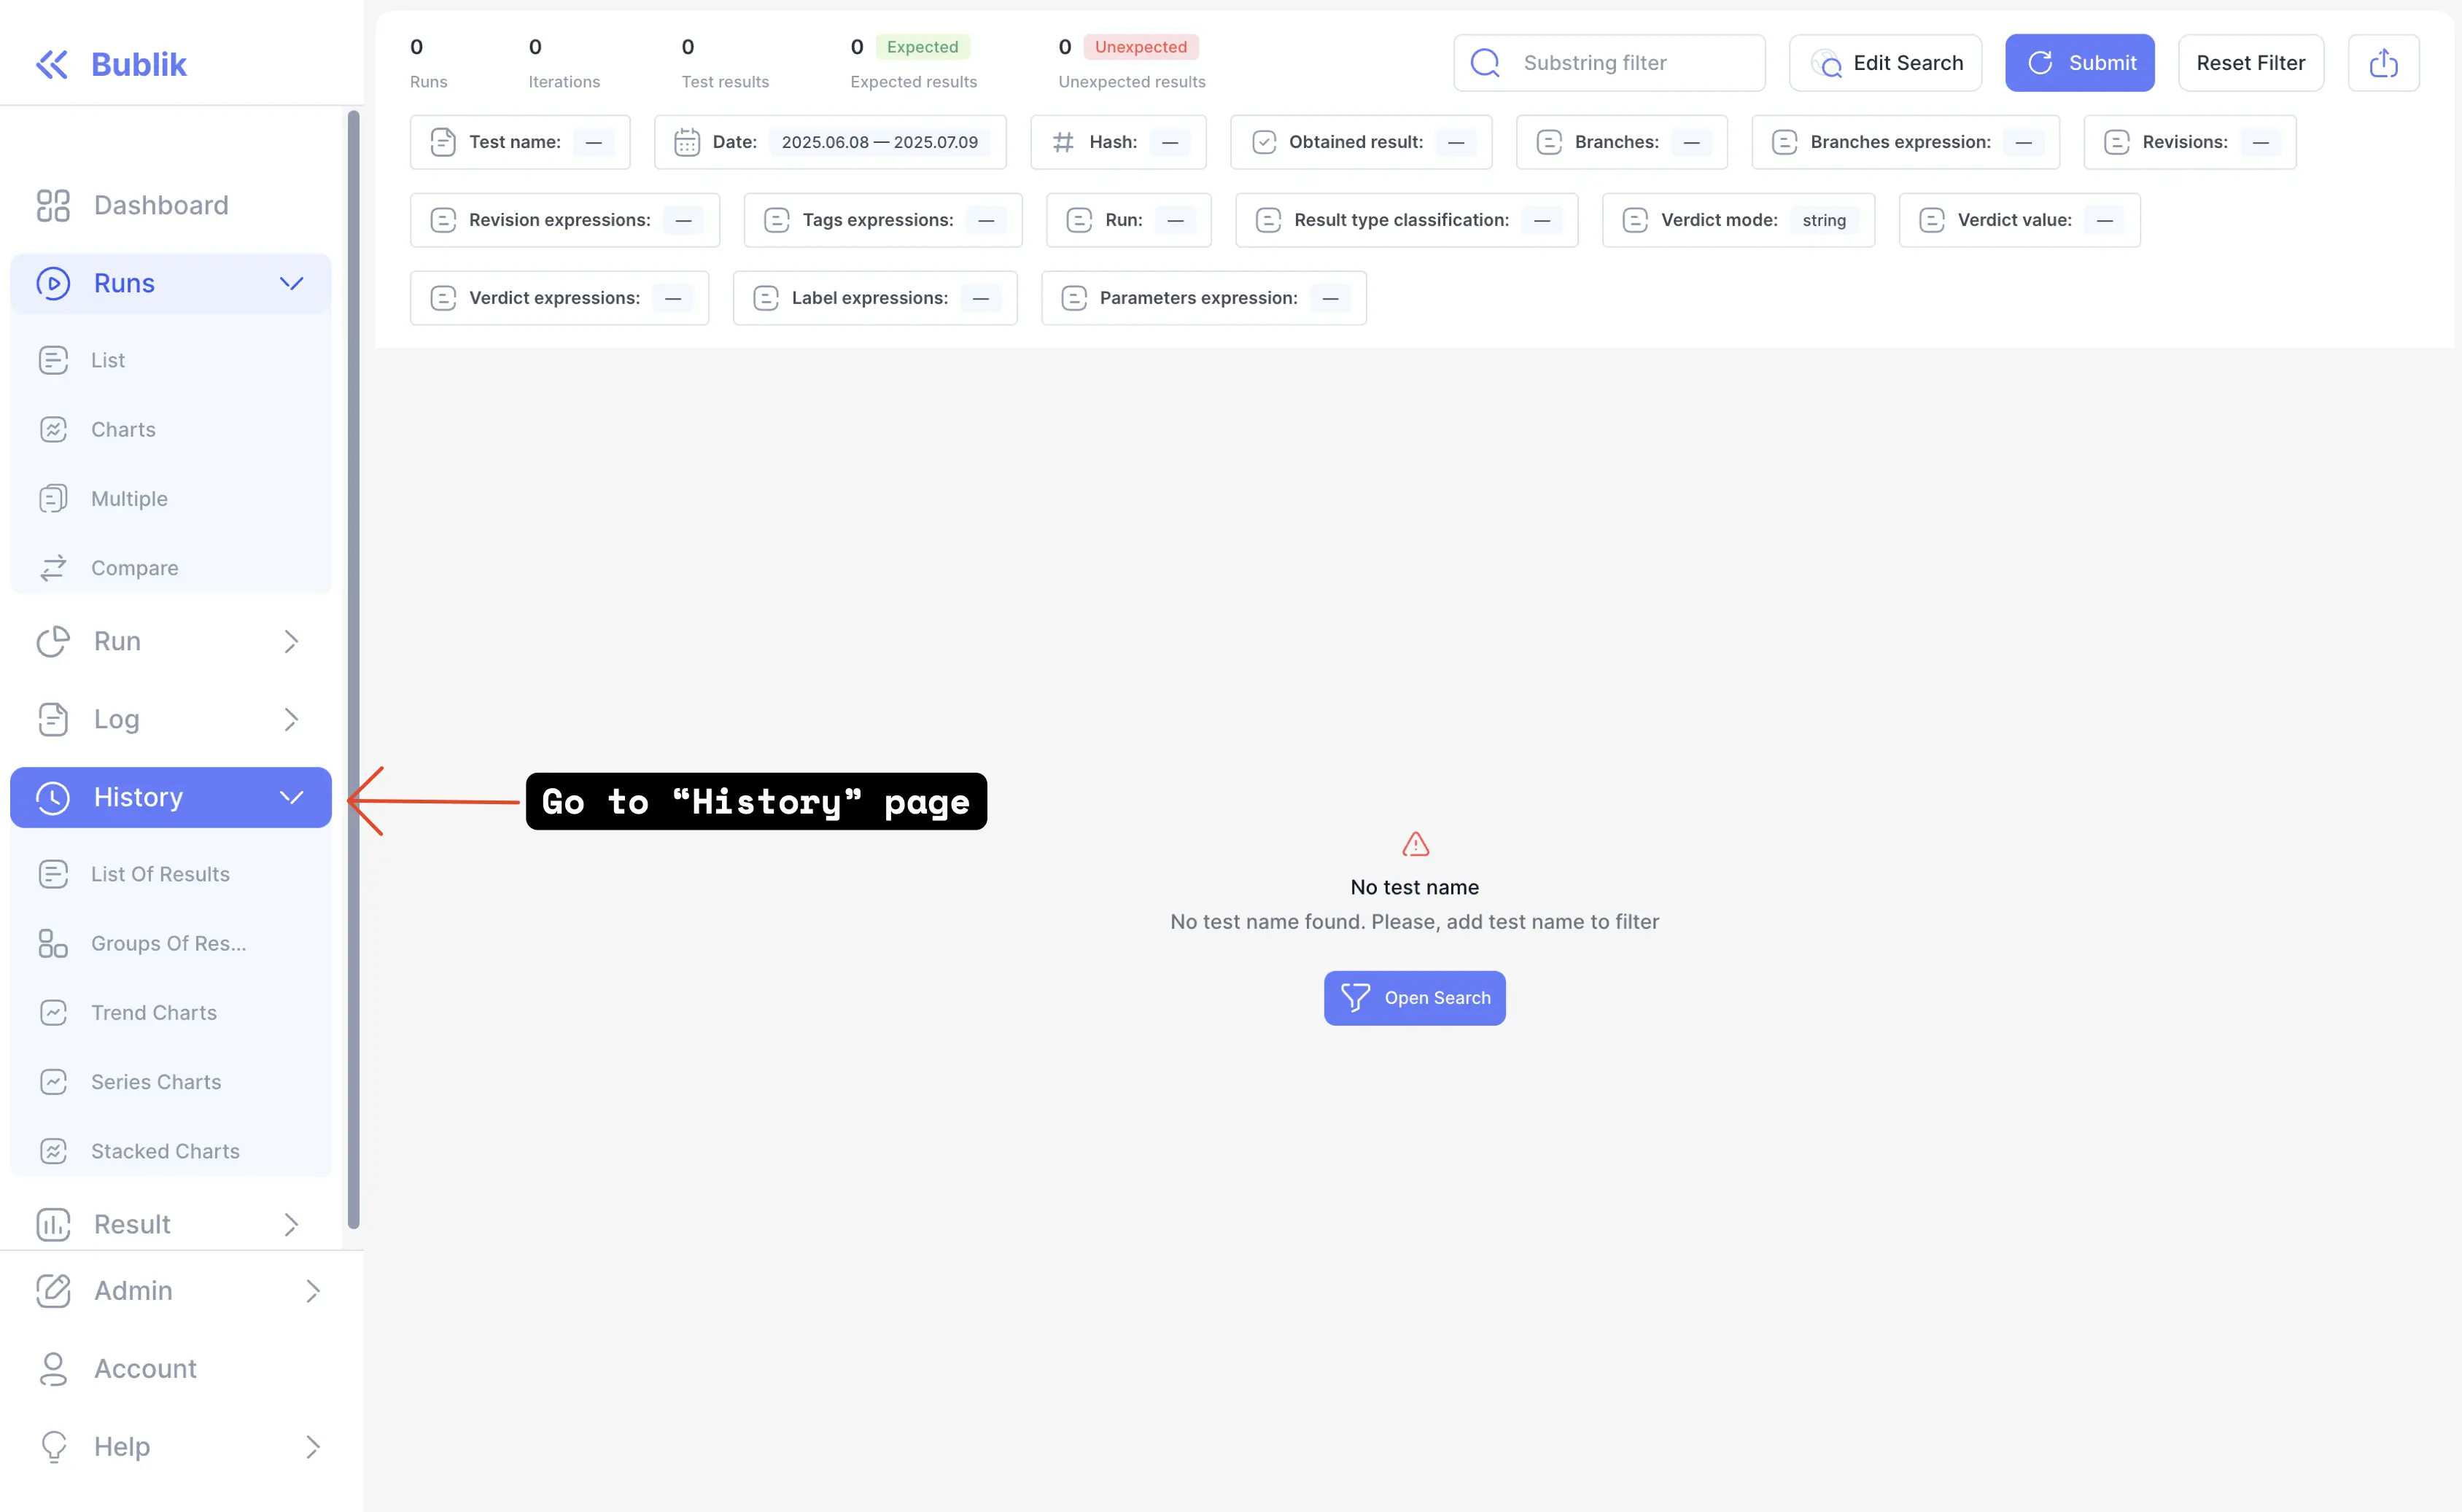 Bublik
Dashboard
Runs
List
Charts
Multiple
Compare
Run
Log
History
List Of Results
Groups Of Res...
Trend Charts
Series Charts
Stacked Charts
Result
Admin
Account
Help
0 0 0 0 Expected 0 Unexpected
Runs Iterations Test results Expected results Unexpected results
Substring filter Edit Search Submit Reset Filter
Test name: — Date: 2025.06.08 — 2025.07.09 Hash: — Obtained result: — Branches: — Branches expression: — Revisions: —
Revision expressions: — Tags expressions: — Run: — Result type classification: — Verdict mode: string Verdict value: —
Verdict expressions: — Label expressions: — Parameters expression: —
Go to “History” page
No test name
No test name found. Please, add test name to filter
Open Search